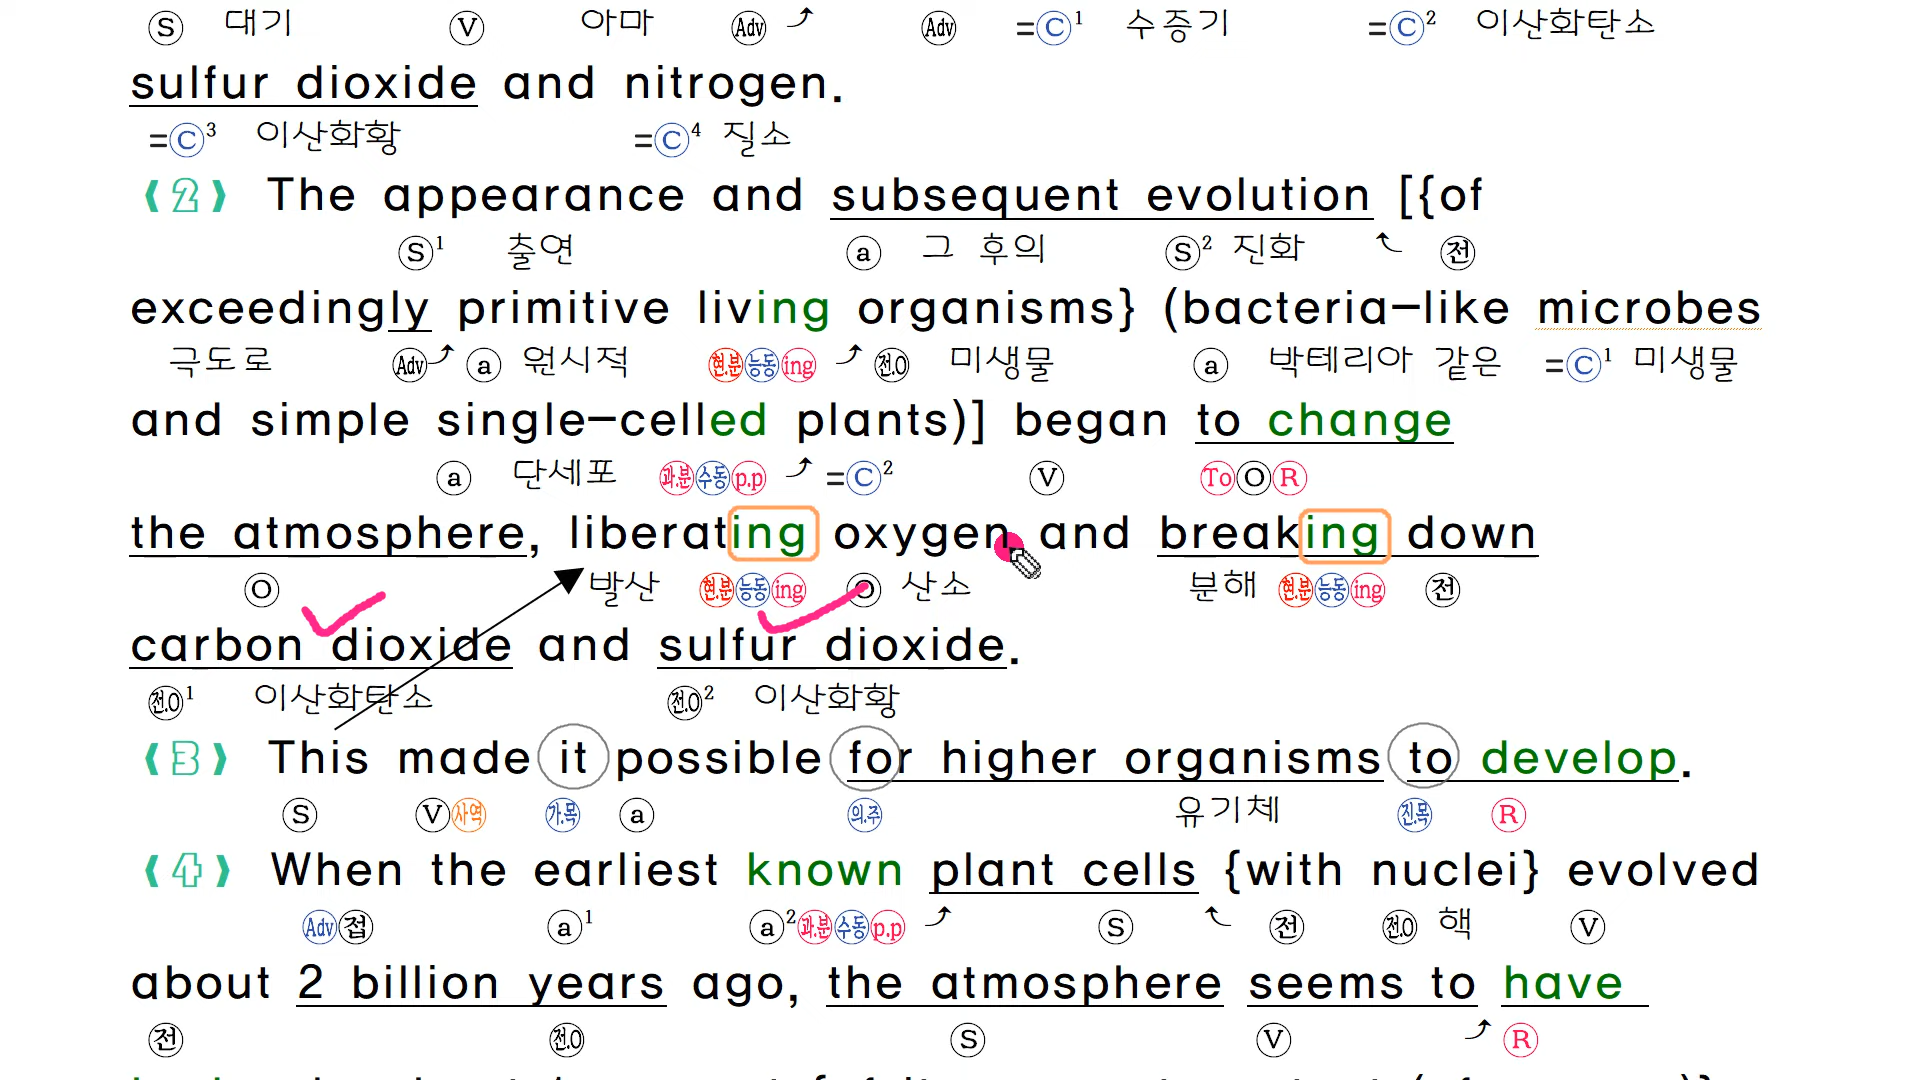 Ⓢ 대기 Ⓥ 아마 Adv Adv =Ⓒ1 수증기 =Ⓒ2 이산화탄소
sulfur dioxide and nitrogen.
=Ⓒ3 이산화황 =Ⓒ4 질소
(2) The appearance and subsequent evolution [{of
Ⓢ1 출연 ⓐ 그 후의 Ⓢ2 진화 전
exceedingly primitive living organisms} (bacteria-like microbes
극도로 Adv ⓐ 원시적 현.분 능동 ing 전.O 미생물 ⓐ 박테리아 같은 =Ⓒ1 미생물
and simple single-celled plants)] began to change
ⓐ 단세포 과.분 수동 p.p =Ⓒ2 Ⓥ To Ⓞ Ⓡ
the atmosphere, liberating oxygen and breaking down
Ⓞ 발산 현.분 능동 ing Ⓞ 산소 분해 현.분 능동 ing 전
carbon dioxide and sulfur dioxide.
전.O1 이산화탄소 전.O2 이산화황
(3) This made it possible for higher organisms to develop.
Ⓢ Ⓥ 사역 가.목 ⓐ 의.주 유기체 진.목 Ⓡ
(4) When the earliest known plant cells {with nuclei} evolved
Adv 접 ⓐ1 ⓐ2 과.분 수동 p.p Ⓢ 전 전.O 핵 Ⓥ
about 2 billion years ago, the atmosphere seems to have
전 전.O Ⓢ Ⓥ Ⓡ